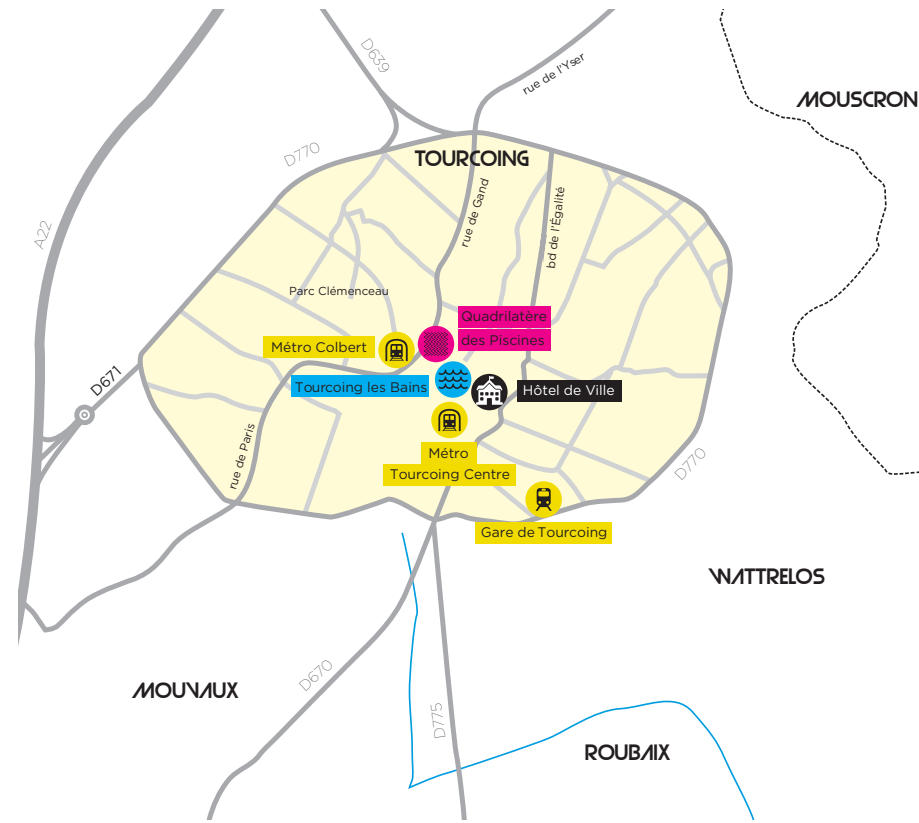 D639
rue de l'Yser
MOUSCRON
D770
TOURCOING
A22
rue de Gand
bd de l'Égalité
Parc Clémenceau
Quadrilatère
des Piscines
Métro Colbert
D671
Tourcoing les Bains
Hôtel de Ville
rue de Paris
Métro
Tourcoing Centre
D770
Gare de Tourcoing
WATTRELOS
MOUVAUX
D670
D775
ROUBAIX